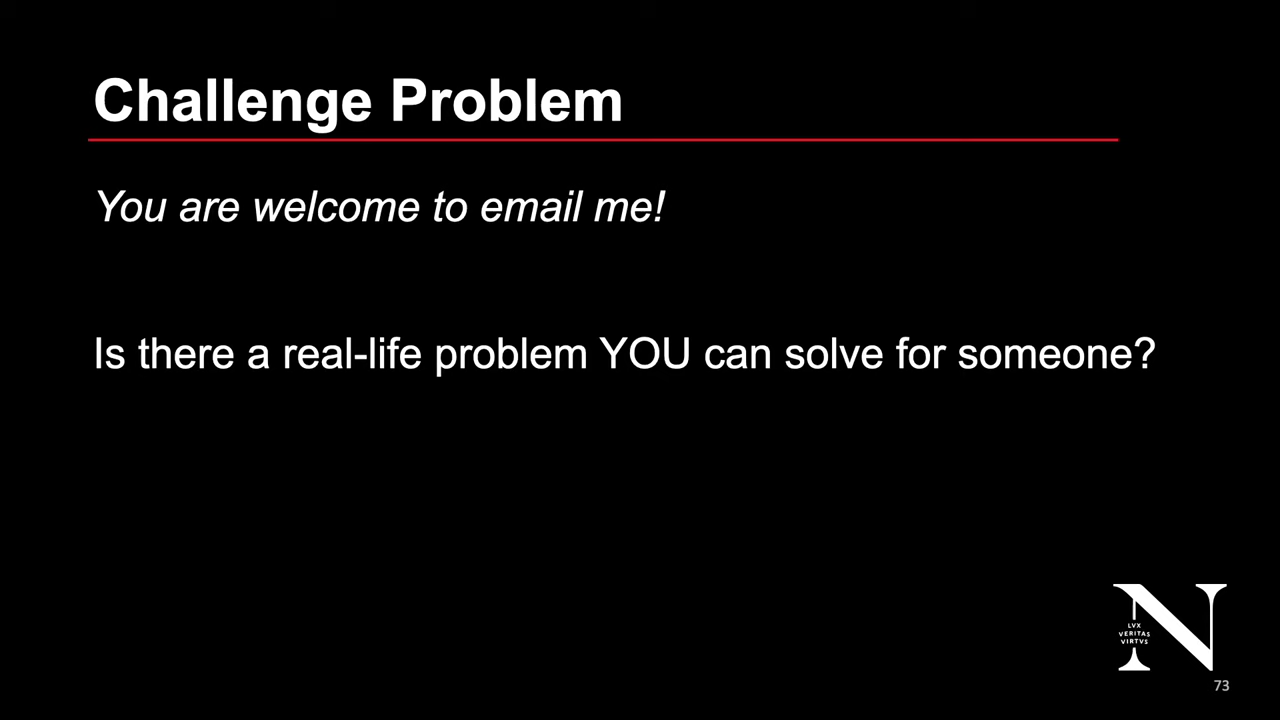 Challenge Problem
You are welcome to email me!
Is there a real-life problem YOU can solve for someone?
N
LVX
VERITAS
VIRTVS
73